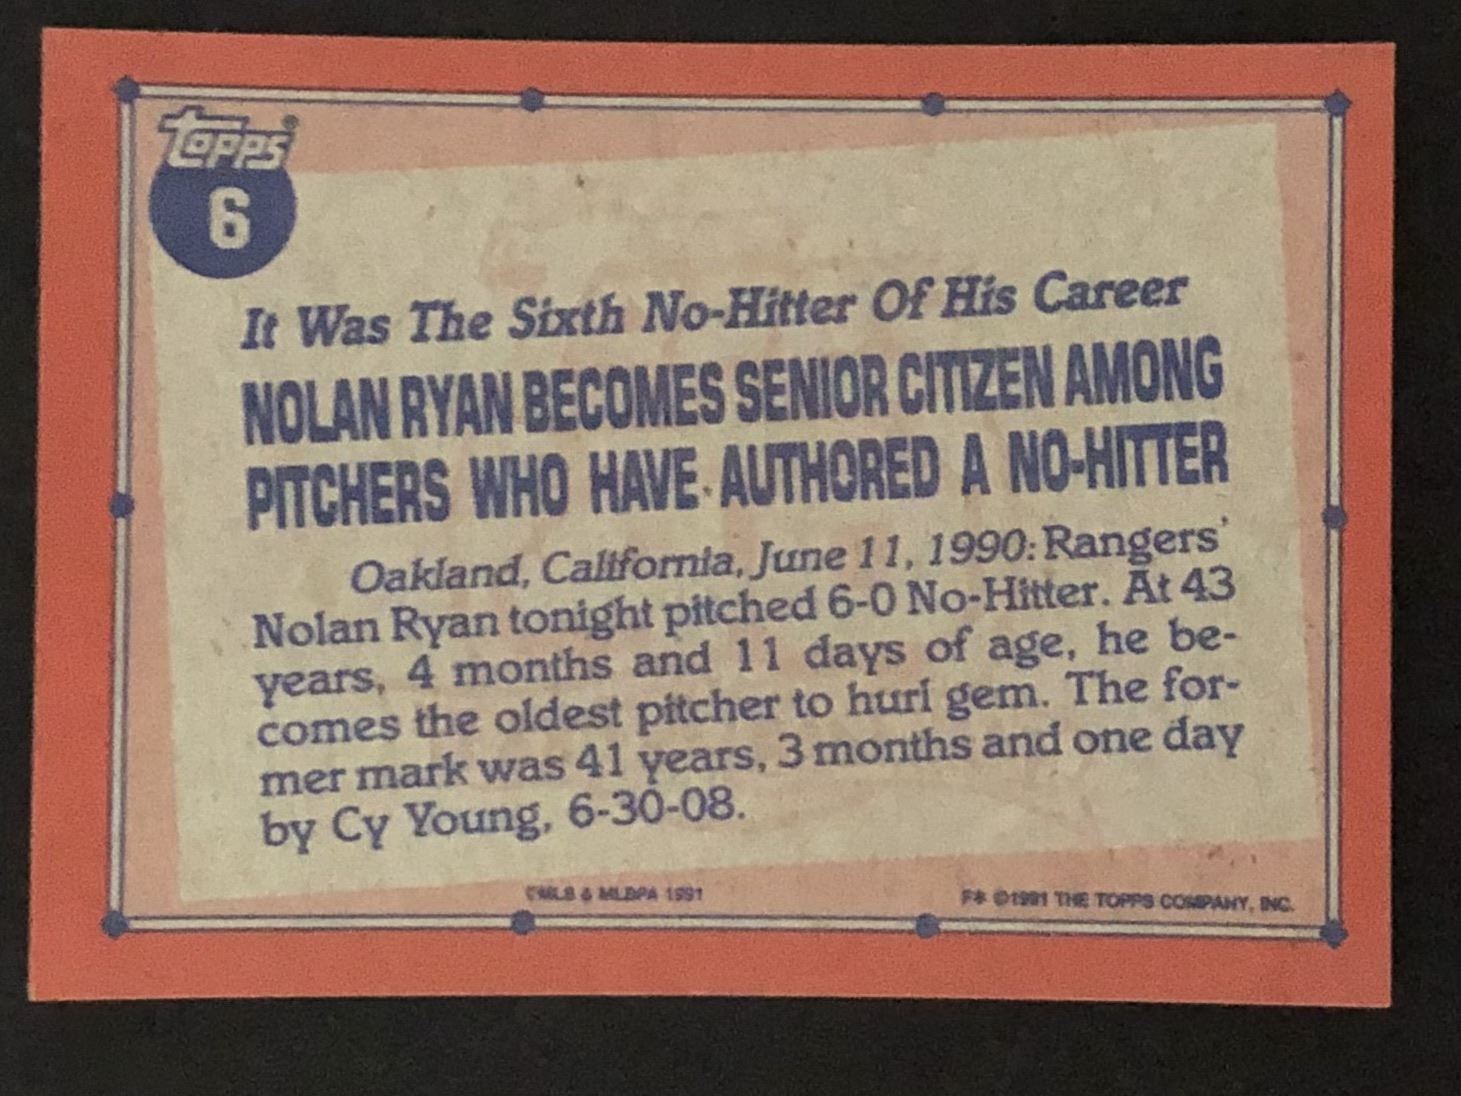 Topps®
6
It Was The Sixth No-Hitter Of His Career
NOLAN RYAN BECOMES SENIOR CITIZEN AMONG
PITCHERS WHO HAVE AUTHORED A NO-HITTER
Oakland, California, June 11, 1990: Rangers'
Nolan Ryan tonight pitched 6-0 No-Hitter. At 43
years, 4 months and 11 days of age, he be-
comes the oldest pitcher to hurl gem. The for-
mer mark was 41 years, 3 months and one day
by Cy Young, 6-30-08.
©MLB & MLBPA 1991
F* ©1991 THE TOPPS COMPANY, INC.